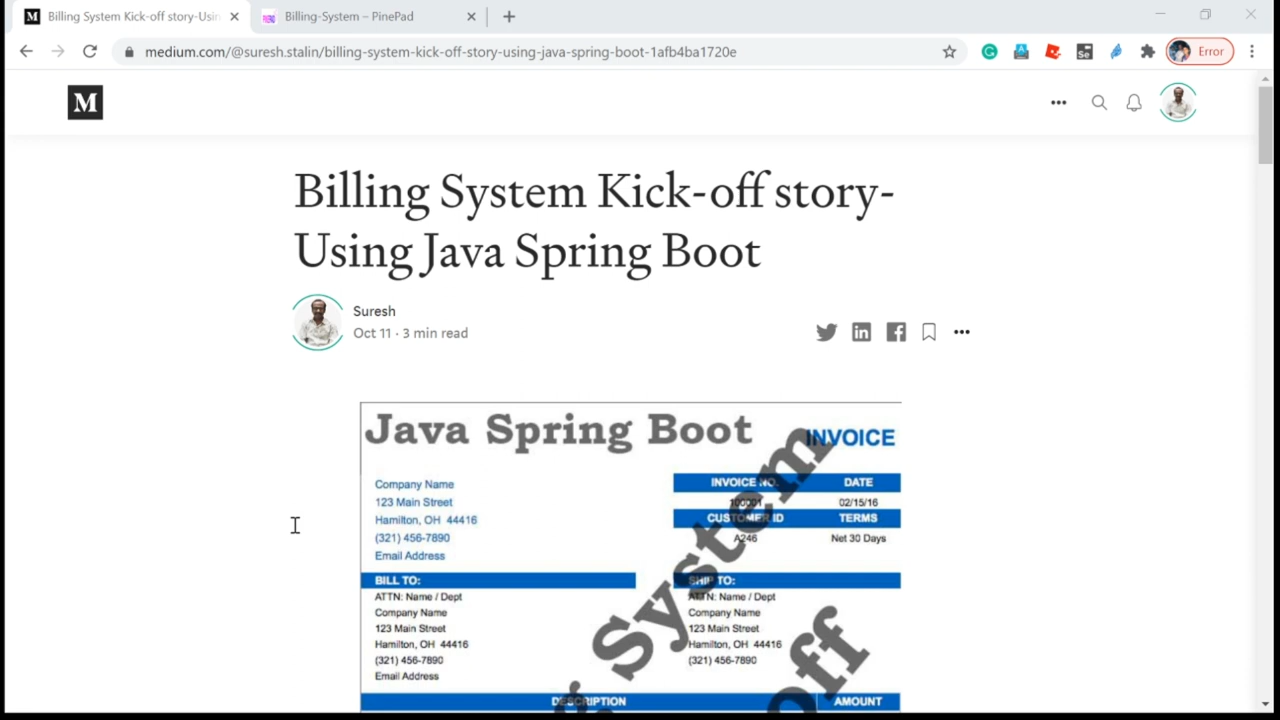 Billing System Kick-off story-Usin
Billing-System – PinePad
medium.com/@suresh.stalin/billing-system-kick-off-story-using-java-spring-boot-1afb4ba1720e
Error
M
Billing System Kick-off story-
Using Java Spring Boot
Suresh
Oct 11 · 3 min read
Java Spring Boot
INVOICE
Company Name
123 Main Street
Hamilton, OH 44416
(321) 456-7890
Email Address
INVOICE NO.
DATE
100001
02/15/16
CUSTOMER ID
TERMS
A246
Net 30 Days
BILL TO:
ATTN: Name / Dept
Company Name
123 Main Street
Hamilton, OH 44416
(321) 456-7890
Email Address
SHIP TO:
ATTN: Name / Dept
Company Name
123 Main Street
Hamilton, OH 44416
(321) 456-7890
DESCRIPTION
AMOUNT
g System
off